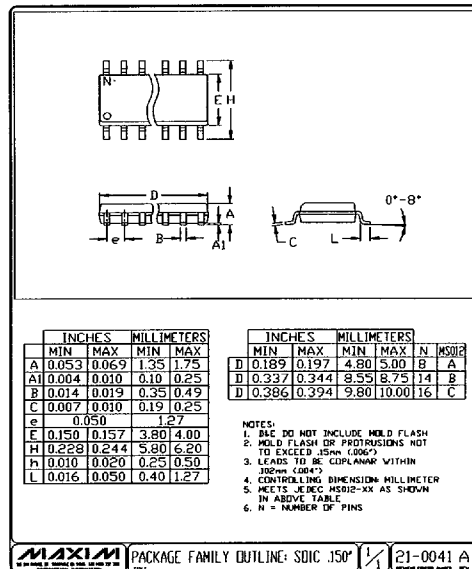 N
E H
D
A
e B A1
C L
0°-8°
INCHES MILLIMETERS
MIN MAX MIN MAX
A 0.053 0.069 1.35 1.75
A1 0.004 0.010 0.10 0.25
B 0.014 0.019 0.35 0.49
C 0.007 0.010 0.19 0.25
e 0.050 1.27
E 0.150 0.157 3.80 4.00
H 0.228 0.244 5.80 6.20
h 0.010 0.020 0.25 0.50
L 0.016 0.050 0.40 1.27
INCHES MILLIMETERS
MIN MAX MIN MAX N MS012
D 0.189 0.197 4.80 5.00 8 A
D 0.337 0.344 8.55 8.75 14 B
D 0.386 0.394 9.80 10.00 16 C
NOTES:
1. D&E DO NOT INCLUDE MOLD FLASH
2. MOLD FLASH OR PROTRUSIONS NOT
TO EXCEED .15mm (.006")
3. LEADS TO BE COPLANAR WITHIN
.102mm (.004")
4. CONTROLLING DIMENSION: MILLIMETER
5. MEETS JEDEC MS012-XX AS SHOWN
IN ABOVE TABLE
6. N = NUMBER OF PINS
MAXIM
PACKAGE FAMILY OUTLINE: SOIC .150" 1/1 21-0041 A